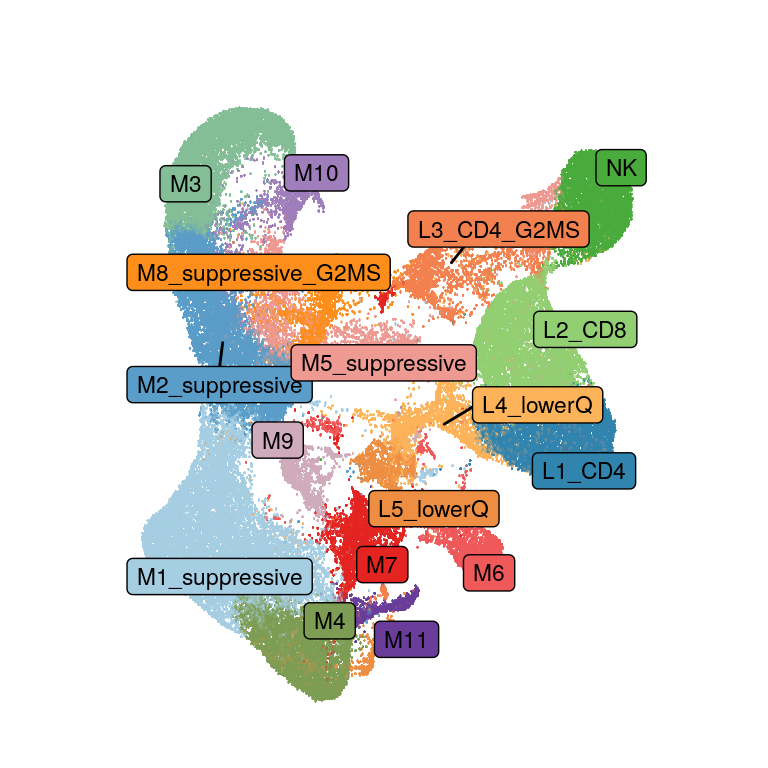 NK
M10
M3
L3_CD4_G2MS
M8_suppressive_G2MS
L2_CD8
M5_suppressive
M2_suppressive
L4_lowerQ
M9
L1_CD4
L5_lowerQ
M7
M6
M1_suppressive
M4
M11